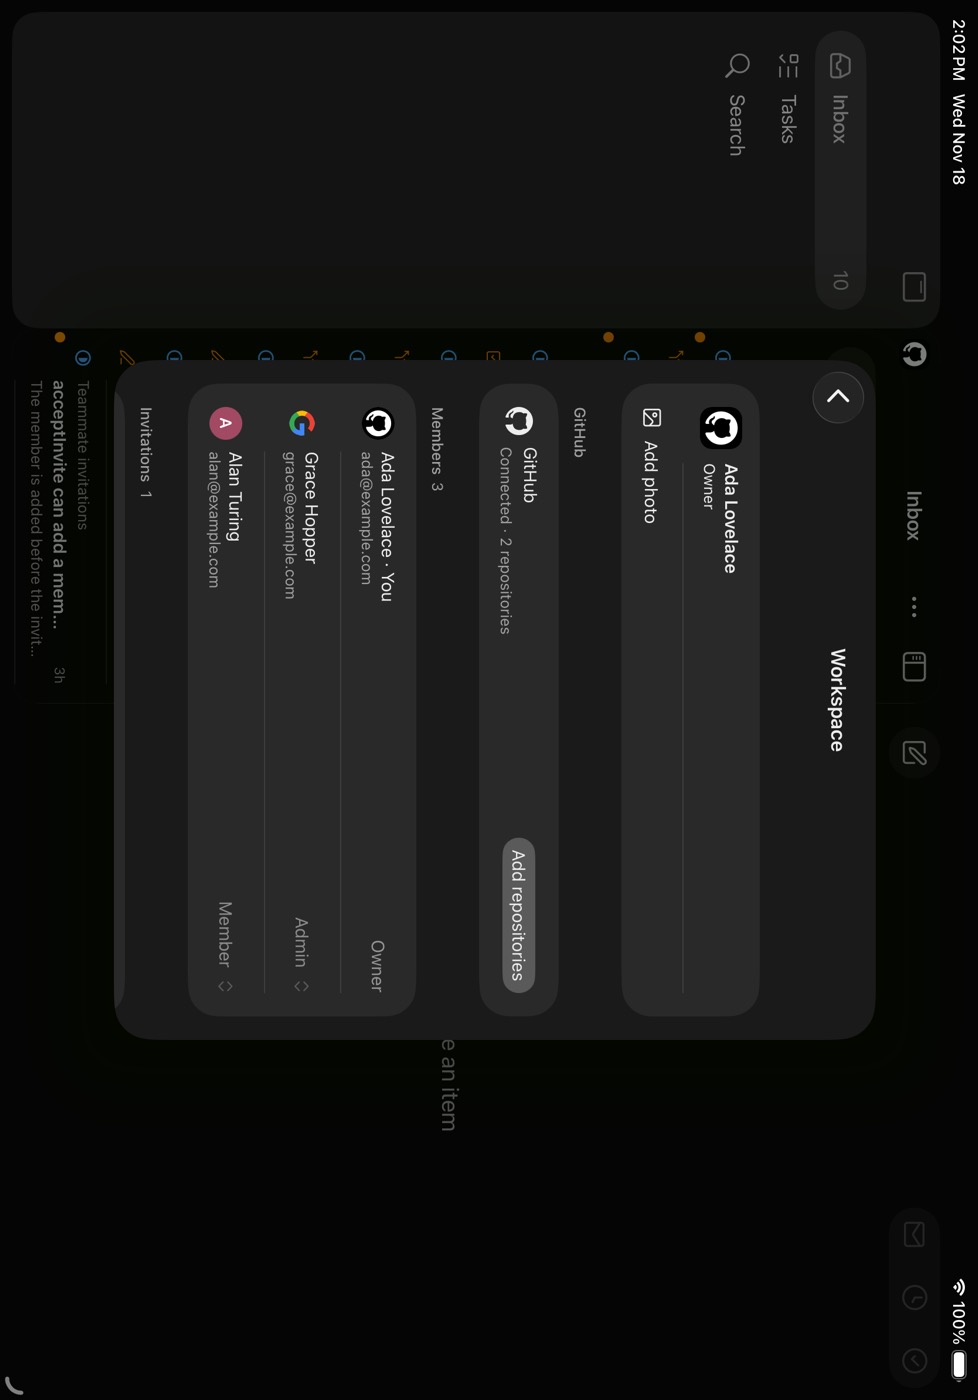 2:02 PM Wed Nov 18
100%
Inbox
Inbox 10
Tasks
Search
Workspace
Ada Lovelace
Owner
Add photo
GitHub
GitHub
Connected · 2 repositories
Add repositories
Members 3
Ada Lovelace · You
ada@example.com
Owner
Grace Hopper
grace@example.com
Admin
A
Alan Turing
alan@example.com
Member
Invitations 1
e an item
Teammate invitations
acceptInvite can add a mem... 3h
The member is added before the invit...